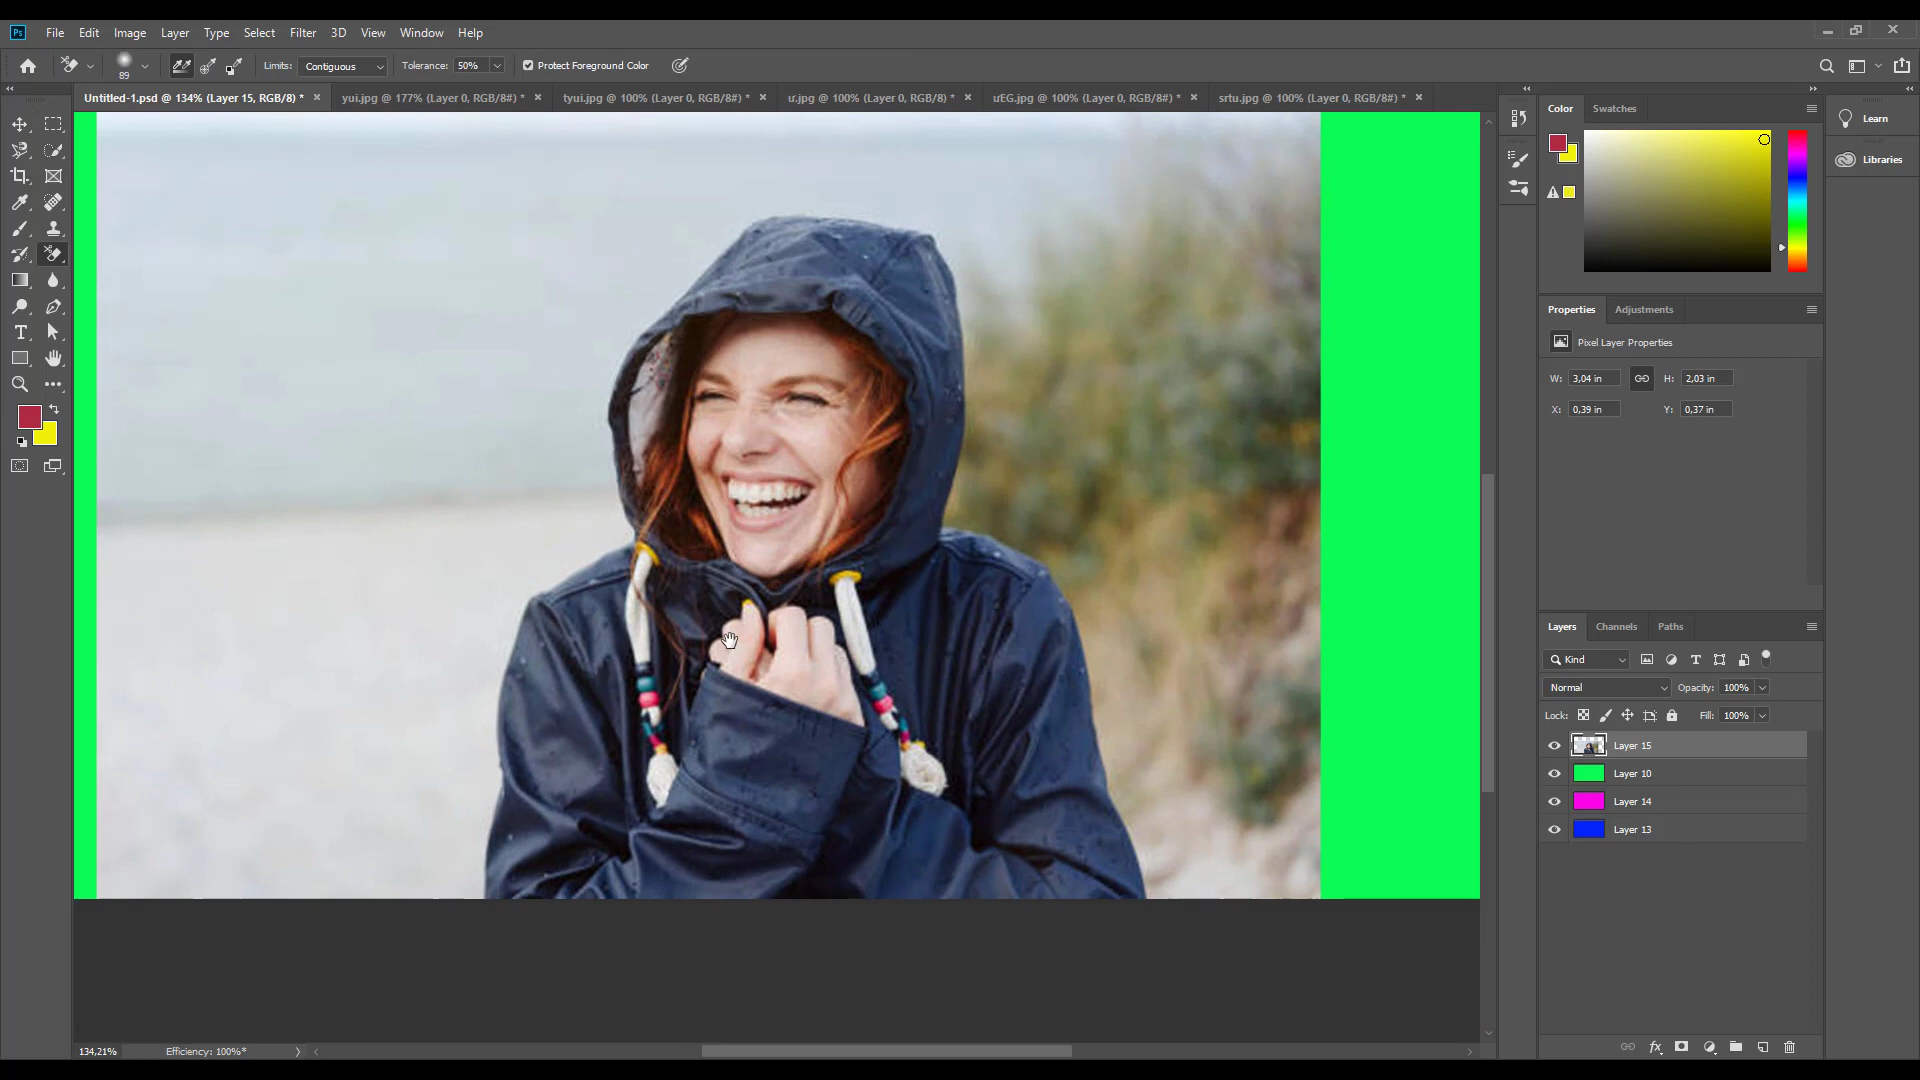 Ps File Edit Image Layer Type Select Filter 3D View Window Help
89 Limits: Contiguous Tolerance: 50% Protect Foreground Color
Untitled-1.psd @ 134% (Layer 15, RGB/8) * yui.jpg @ 177% (Layer 0, RGB/8#) * tyui.jpg @ 100% (Layer 0, RGB/8#) * u.jpg @ 100% (Layer 0, RGB/8) * uEG.jpg @ 100% (Layer 0, RGB/8#) * srtu.jpg @ 100% (Layer 0, RGB/8#) *
Color Swatches
Learn
Libraries
Properties Adjustments
Pixel Layer Properties
W: 3,04 in H: 2,03 in
X: 0,39 in Y: 0,37 in
Layers Channels Paths
Kind
Normal Opacity: 100%
Lock: Fill: 100%
Layer 15
Layer 10
Layer 14
Layer 13
134,21% Efficiency: 100%*